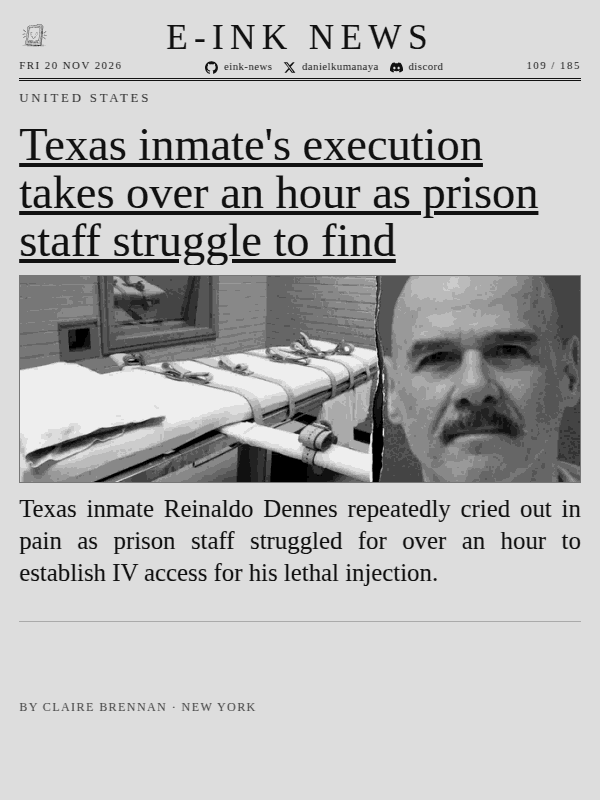 E-INK NEWS
FRI 20 NOV 2026
eink-news
danielkumanaya
discord
109 / 185
UNITED STATES
Texas inmate's execution
takes over an hour as prison
staff struggle to find
Texas inmate Reinaldo Dennes repeatedly cried out in
pain as prison staff struggled for over an hour to
establish IV access for his lethal injection.
BY CLAIRE BRENNAN · NEW YORK